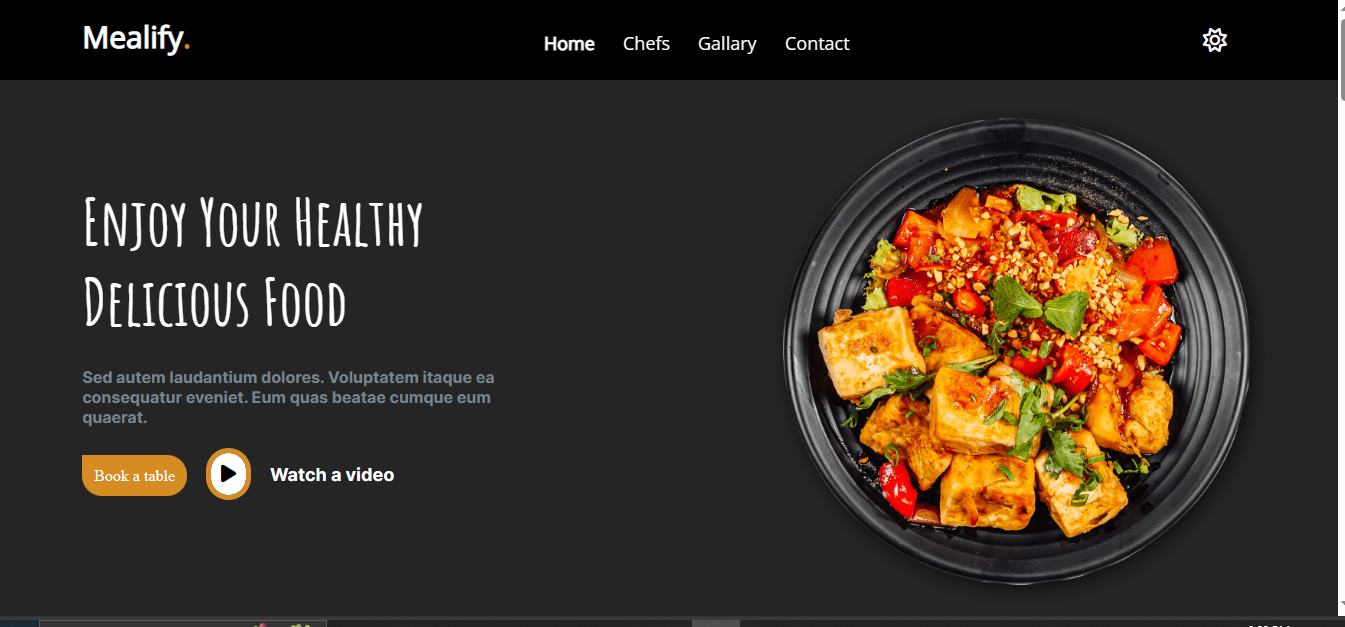 Mealify.
Home Chefs Gallary Contact
Enjoy Your Healthy
Delicious Food
Sed autem laudantium dolores. Voluptatem itaque ea
consequatur eveniet. Eum quas beatae cumque eum
quaerat.
Book a table Watch a video